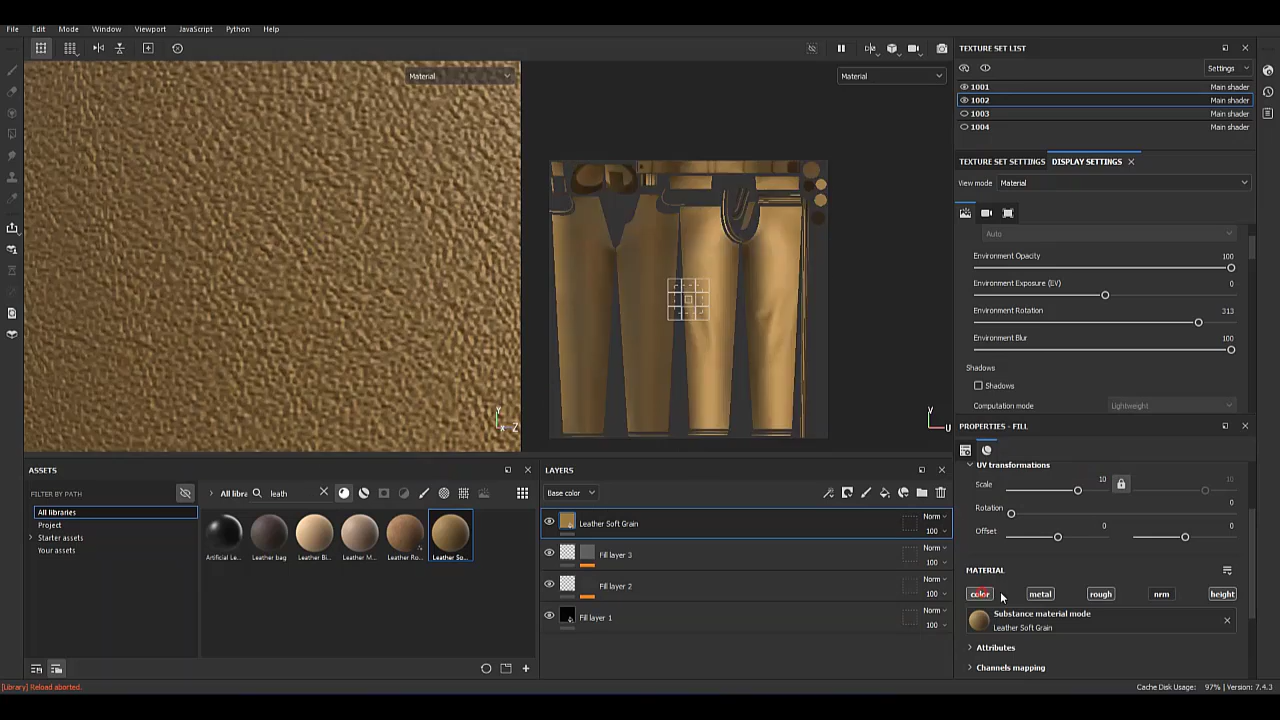 File Edit Mode Window Viewport JavaScript Python Help
Material
Material
Y
X Z
V
U
TEXTURE SET LIST
Settings
1001 Main shader
1002 Main shader
1003 Main shader
1004 Main shader
TEXTURE SET SETTINGS DISPLAY SETTINGS
View mode Material
Auto
Environment Opacity 100
Environment Exposure (EV) 0
Environment Rotation 313
Environment Blur 100
Shadows
Shadows
Computation mode Lightweight
PROPERTIES - FILL
UV transformations
Scale 10
Rotation 0
Offset 0 0
MATERIAL
color metal rough nrm height
Substance material mode
Leather Soft Grain
Attributes
Channels mapping
ASSETS
FILTER BY PATH
All libra leath
All libraries
Project
Starter assets
Your assets
Artificial Le... Leather bag Leather Bi... Leather M... Leather Ro... Leather So...
LAYERS
Base color
Leather Soft Grain Norm
100
Fill layer 3 Norm
100
Fill layer 2 Norm
100
Fill layer 1 Norm
100
[Library] Reload aborted.
Cache Disk Usage: 97% | Version: 7.4.3